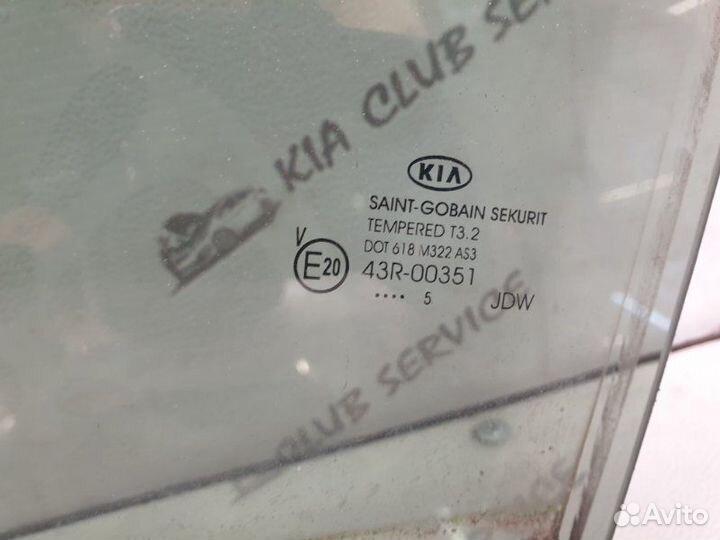 KIA CLUB SERVICE
KIA
SAINT-GOBAIN SEKURIT
TEMPERED T3.2
DOT 618 M322 AS3
V
E20 43R-00351
.... 5 JDW
CLUB SERVICE
Avito